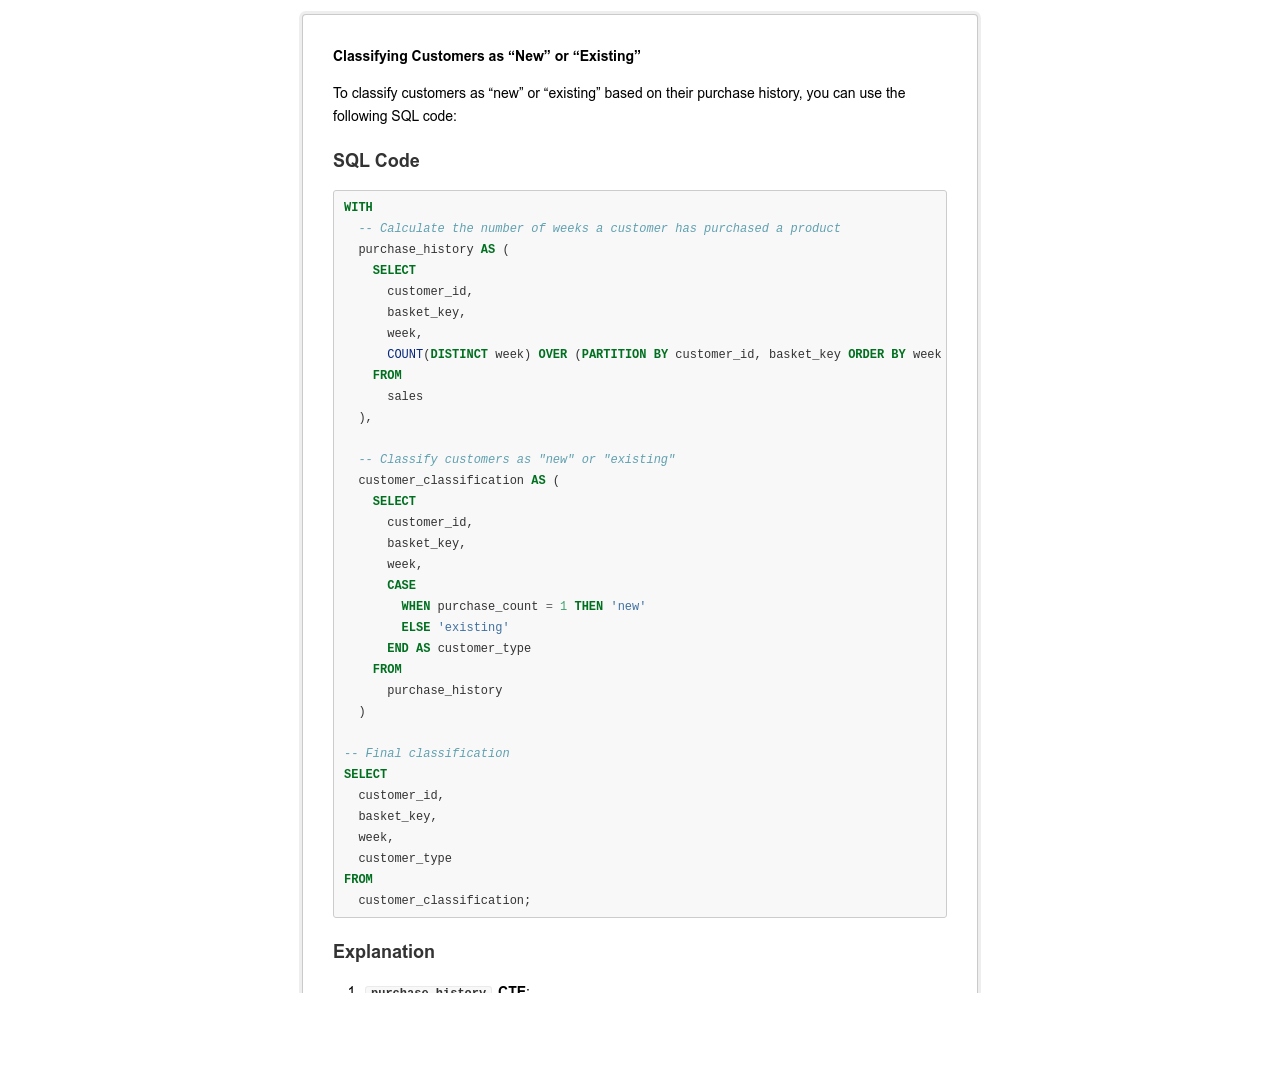 Classifying Customers as “New” or “Existing”
To classify customers as “new” or “existing” based on their purchase history, you can use the
following SQL code:
SQL Code
WITH
  -- Calculate the number of weeks a customer has purchased a product
  purchase_history AS (
    SELECT
      customer_id,
      basket_key,
      week,
      COUNT(DISTINCT week) OVER (PARTITION BY customer_id, basket_key ORDER BY week
    FROM
      sales
  ),
  -- Classify customers as "new" or "existing"
  customer_classification AS (
    SELECT
      customer_id,
      basket_key,
      week,
      CASE
        WHEN purchase_count = 1 THEN 'new'
        ELSE 'existing'
      END AS customer_type
    FROM
      purchase_history
  )
-- Final classification
SELECT
  customer_id,
  basket_key,
  week,
  customer_type
FROM
  customer_classification;
Explanation
1. purchase_history CTE: